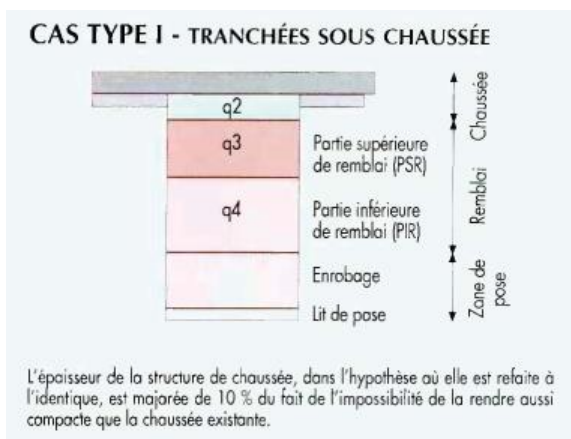 CAS TYPE I - TRANCHÉES SOUS CHAUSSÉE
q2
q3
Partie supérieure
de remblai (PSR)
q4
Partie inférieure
de remblai (PIR)
Enrobage
Lit de pose
Chaussée
Remblai
Zone de
pose
L'épaisseur de la structure de chaussée, dans l'hypothèse où elle est refaite à
l'identique, est majorée de 10 % du fait de l'impossibilité de la rendre aussi
compacte que la chaussée existante.